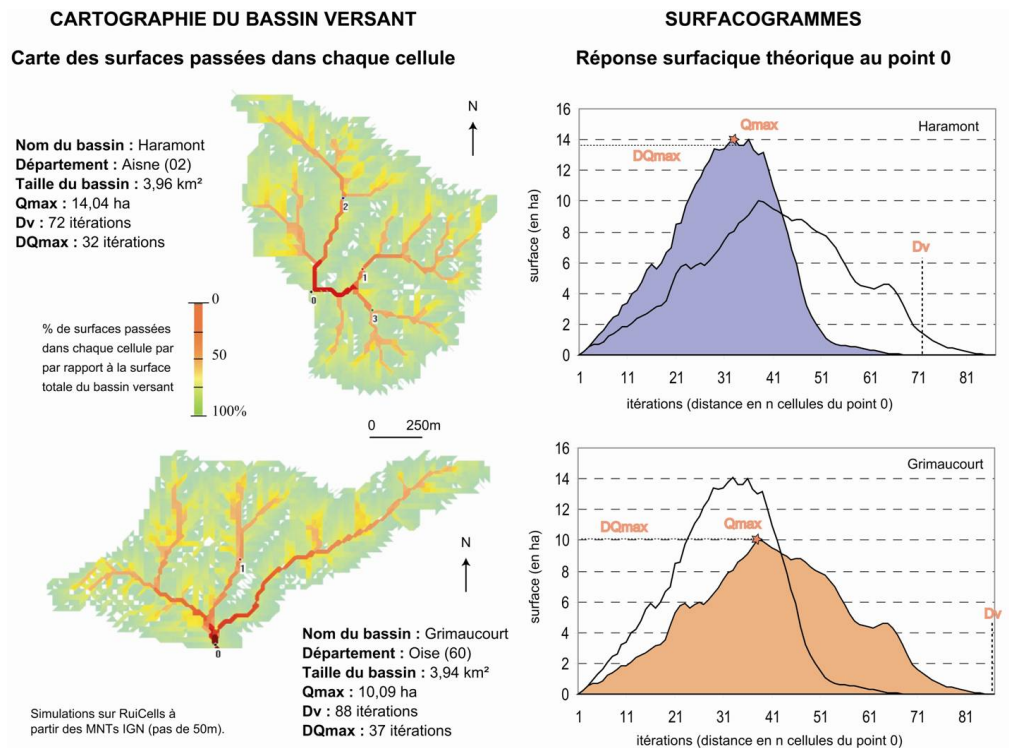 CARTOGRAPHIE DU BASSIN VERSANT
Carte des surfaces passées dans chaque cellule
N
Nom du bassin : Haramont
Département : Aisne (02)
Taille du bassin : 3,96 km²
Qmax : 14,04 ha
Dv : 72 itérations
DQmax : 32 itérations
2
1
0
3
0
50
100%
% de surfaces passées
dans chaque cellule par
par rapport à la surface
totale du bassin versant
0 250m
N
1
0
Nom du bassin : Grimaucourt
Département : Oise (60)
Taille du bassin : 3,94 km²
Qmax : 10,09 ha
Dv : 88 itérations
DQmax : 37 itérations
Simulations sur RuiCells à
partir des MNTs IGN (pas de 50m).
SURFACOGRAMMES
Réponse surfacique théorique au point 0
Haramont
Qmax
DQmax
Dv
surface (en ha)
16
14
12
10
8
6
4
2
0
1 11 21 31 41 51 61 71 81
itérations (distance en n cellules du point 0)
Grimaucourt
DQmax
Qmax
Dv
surface (en ha)
16
14
12
10
8
6
4
2
0
1 11 21 31 41 51 61 71 81
itérations (distance en n cellules du point 0)